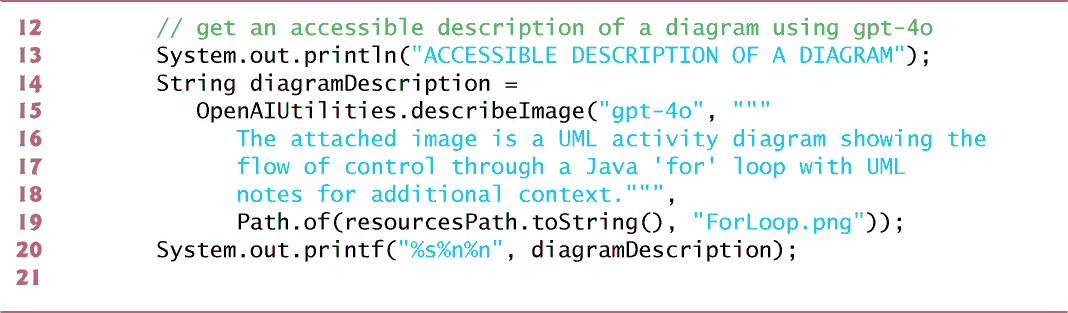 12 // get an accessible description of a diagram using gpt-4o
13 System.out.println("ACCESSIBLE DESCRIPTION OF A DIAGRAM");
14 String diagramDescription =
15 OpenAIUtilities.describeImage("gpt-4o", """
16 The attached image is a UML activity diagram showing the
17 flow of control through a Java 'for' loop with UML
18 notes for additional context.""",
19 Path.of(resourcesPath.toString(), "ForLoop.png"));
20 System.out.printf("%s%n%n", diagramDescription);
21